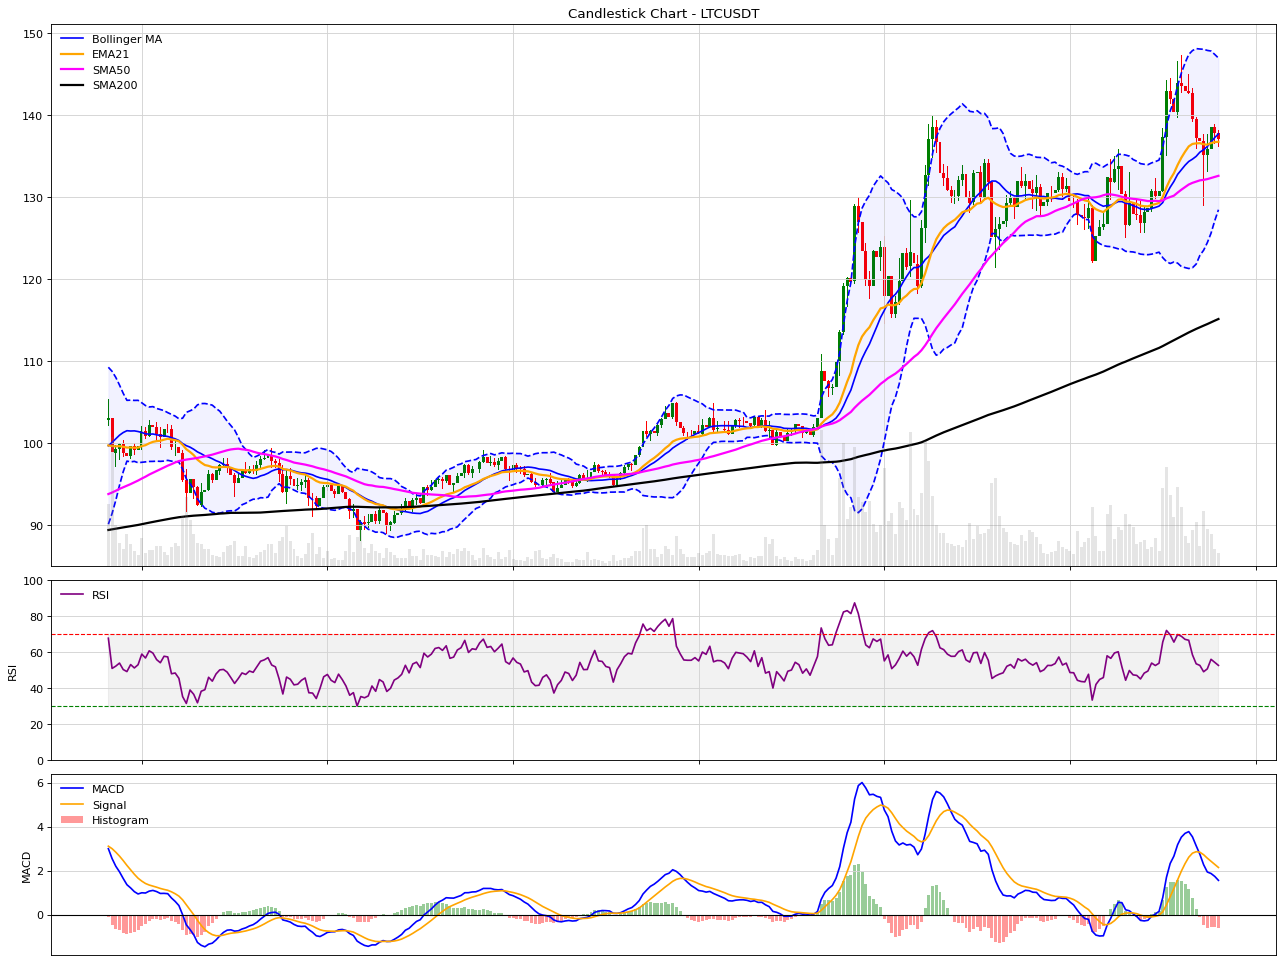 Candlestick Chart - LTCUSDT
Bollinger MA
EMA21
SMA50
SMA200
150
140
130
120
110
100
90
RSI
RSI
100
80
60
40
20
0
MACD
MACD
Signal
Histogram
6
4
2
0